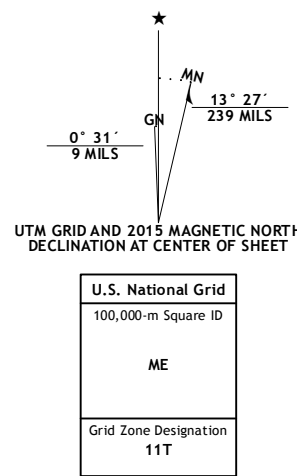 ★
MN
GN
13° 27´
239 MILS
0° 31´
9 MILS
UTM GRID AND 2015 MAGNETIC NORTH
DECLINATION AT CENTER OF SHEET
U.S. National Grid
100,000-m Square ID
ME
Grid Zone Designation
11T